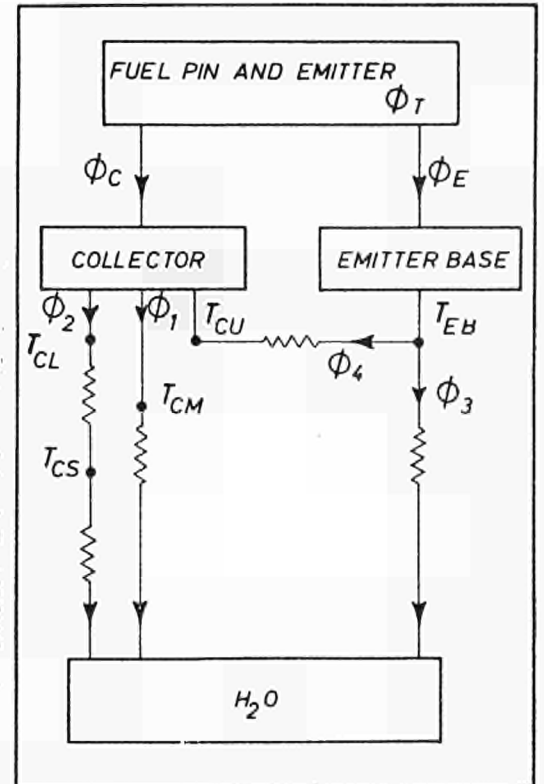 FUEL PIN AND EMITTER
ϕT
ϕC
ϕE
COLLECTOR
EMITTER BASE
ϕ2
ϕ1
TCU
TEB
TCL
ϕ4
TCM
ϕ3
TCS
H2O